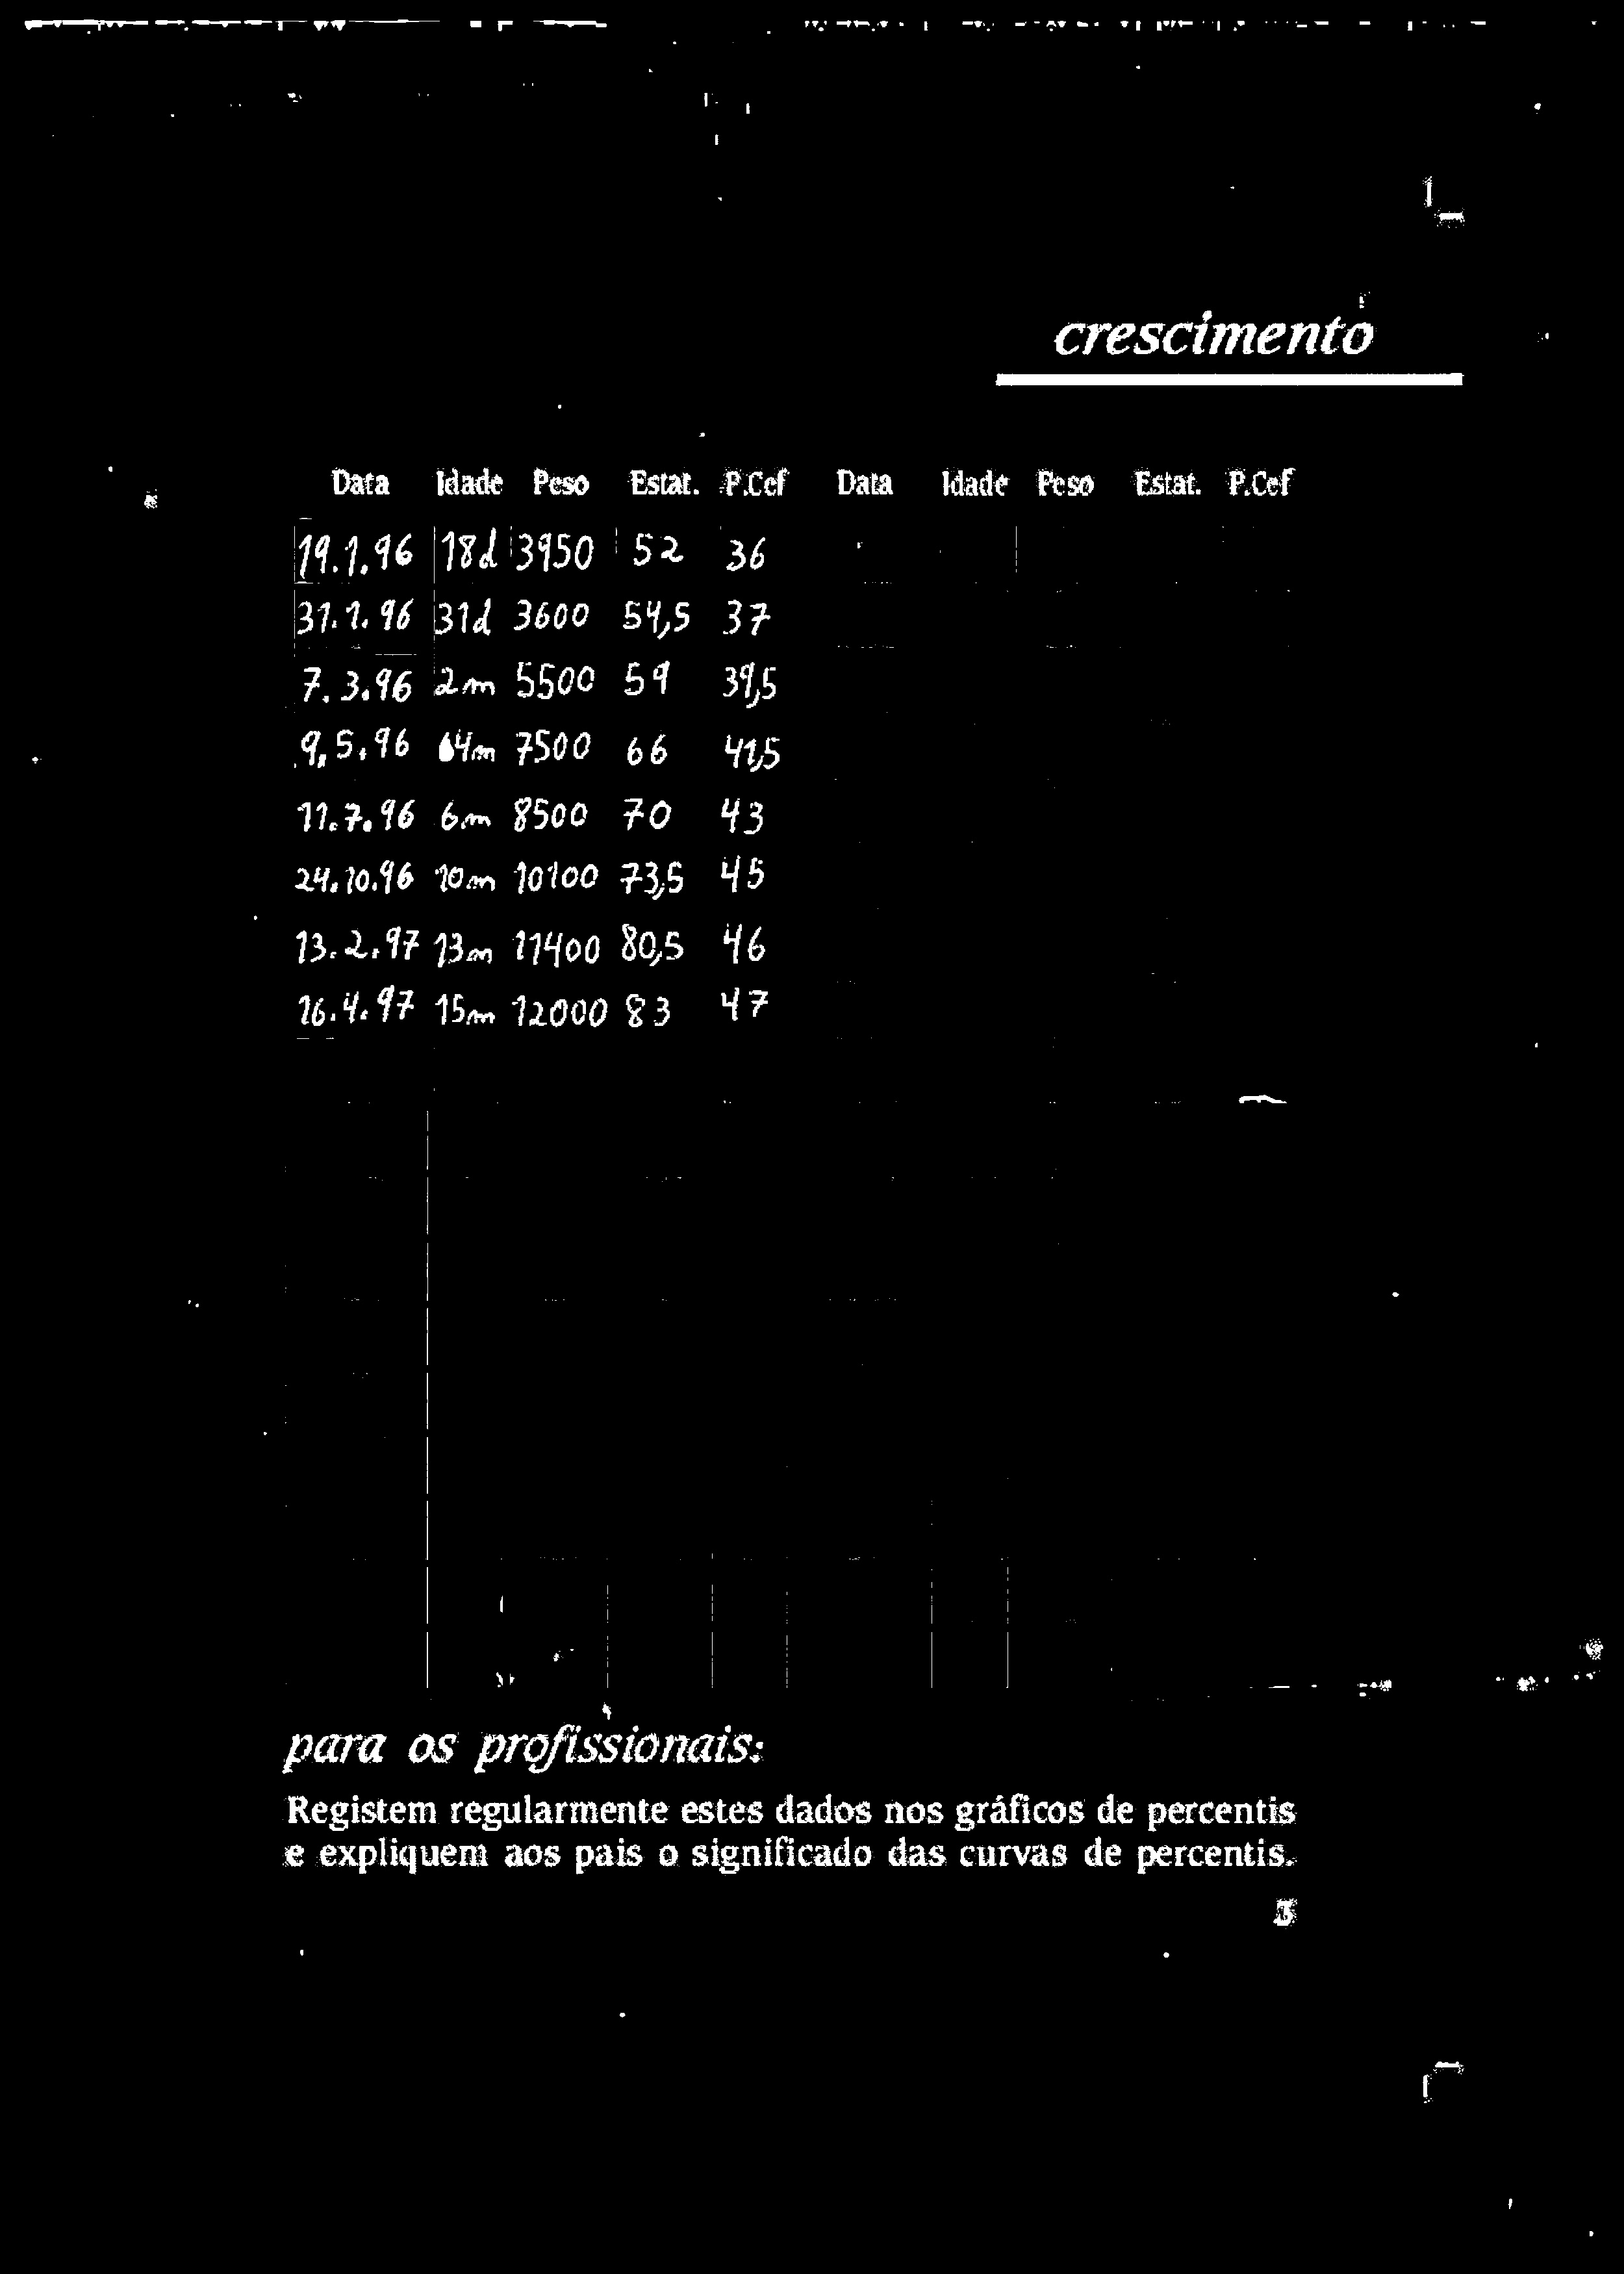 crescimento
Data Idade Peso Estat. P.Cef Data Idade Peso Estat. P.Cef
19.1.96 18d 3950 52 36
31.1.96 31d 3600 54,5 37
7.3.96 2m 5500 59 39,5
9.5.96 4m 7500 66 41,5
11.7.96 6m 8500 70 43
24.10.96 10m 10100 73,5 45
13.2.97 13m 11400 80,5 46
16.4.97 15m 12000 83 47
para os profissionais:
Registem regularmente estes dados nos gráficos de percentis
e expliquem aos pais o significado das curvas de percentis.